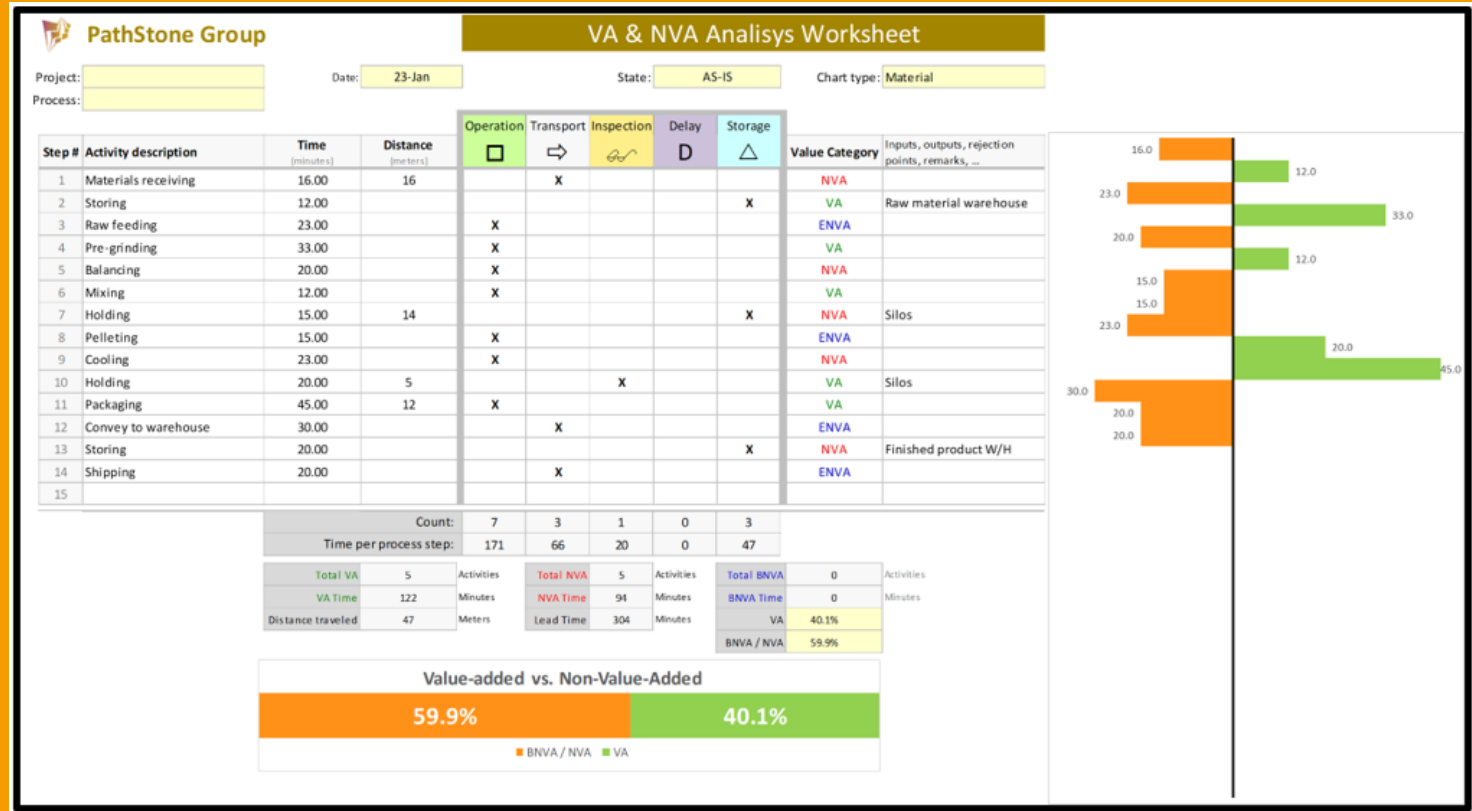 PathStone Group
VA & NVA Analisys Worksheet
Project: Date: 23-Jan State: AS-IS Chart type: Material
Process:
Operation Transport Inspection Delay Storage
Step # Activity description Time (minutes) Distance (meters) D Value Category Inputs, outputs, rejection points, remarks, ...
1 Materials receiving 16.00 16 X NVA
2 Storing 12.00 X VA Raw material warehouse
3 Raw feeding 23.00 X ENVA
4 Pre-grinding 33.00 X VA
5 Balancing 20.00 X NVA
6 Mixing 12.00 X VA
7 Holding 15.00 14 X NVA Silos
8 Pelleting 15.00 X ENVA
9 Cooling 23.00 X NVA
10 Holding 20.00 5 X VA Silos
11 Packaging 45.00 12 X VA
12 Convey to warehouse 30.00 X ENVA
13 Storing 20.00 X NVA Finished product W/H
14 Shipping 20.00 X ENVA
15
Count: 7 3 1 0 3
Time per process step: 171 66 20 0 47
Total VA 5 Activities Total NVA 5 Activities Total BNVA 0 Activities
VA Time 122 Minutes NVA Time 94 Minutes BNVA Time 0 Minutes
Distance traveled 47 Meters Lead Time 304 Minutes VA 40.1%
BNVA / NVA 59.9%
Value-added vs. Non-Value-Added
59.9% 40.1%
BNVA / NVA VA
16.0
12.0
23.0
33.0
20.0
12.0
15.0
15.0
23.0
20.0
45.0
30.0
20.0
20.0